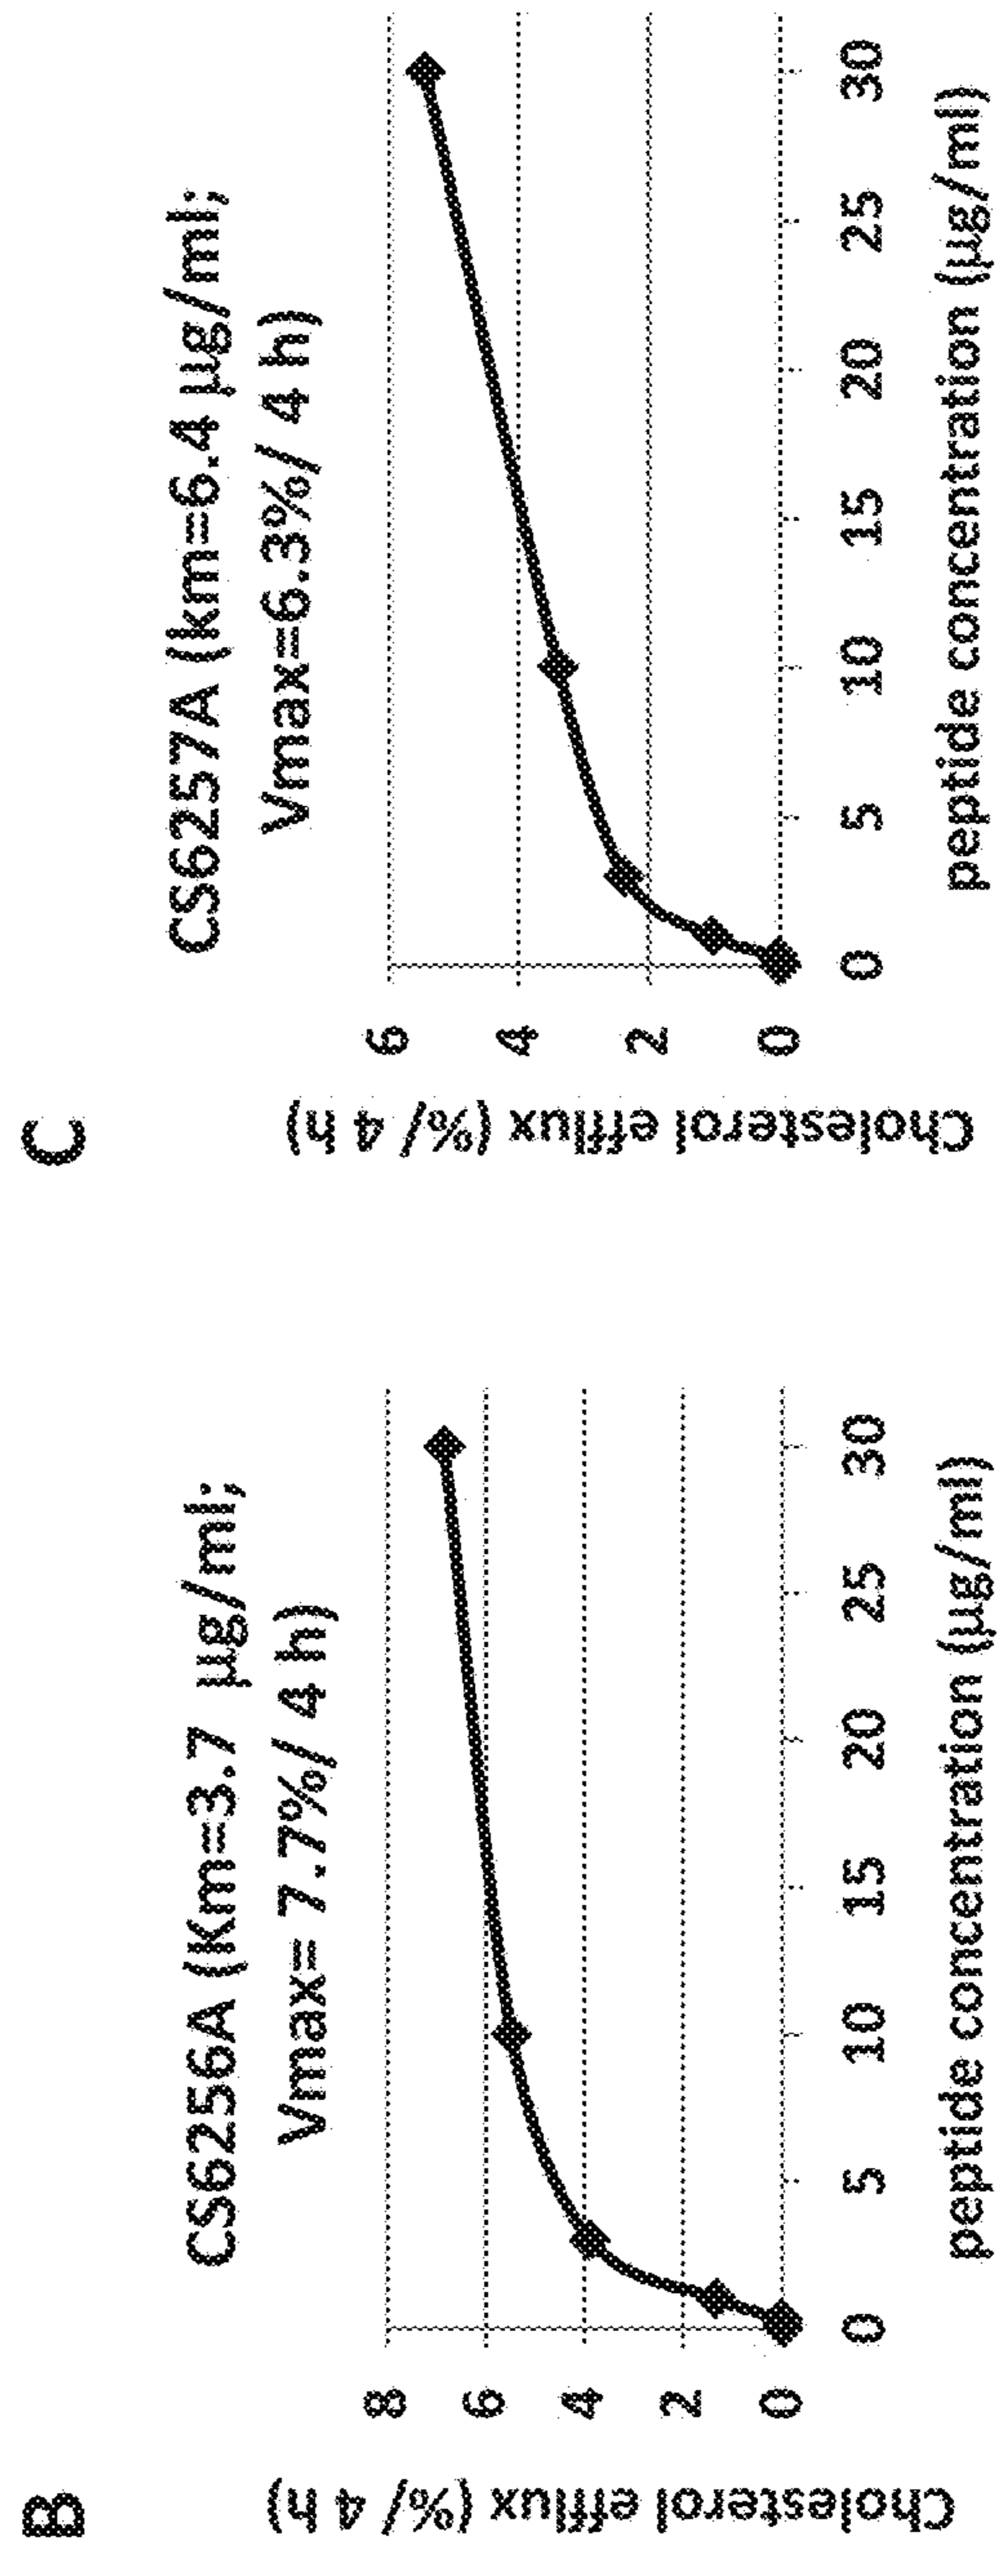 B
CS6256A (Km=3.7 µg/ml;
Vmax= 7.7%/ 4 h)
Cholesterol efflux (%/ 4 h)
8
6
4
2
0
0 5 10 15 20 25 30
peptide concentration (µg/ml)
C
CS6257A (km=6.4 µg/ml;
Vmax=6.3%/ 4 h)
Cholesterol efflux (%/ 4 h)
6
4
2
0
0 5 10 15 20 25 30
peptide concentration (µg/ml)